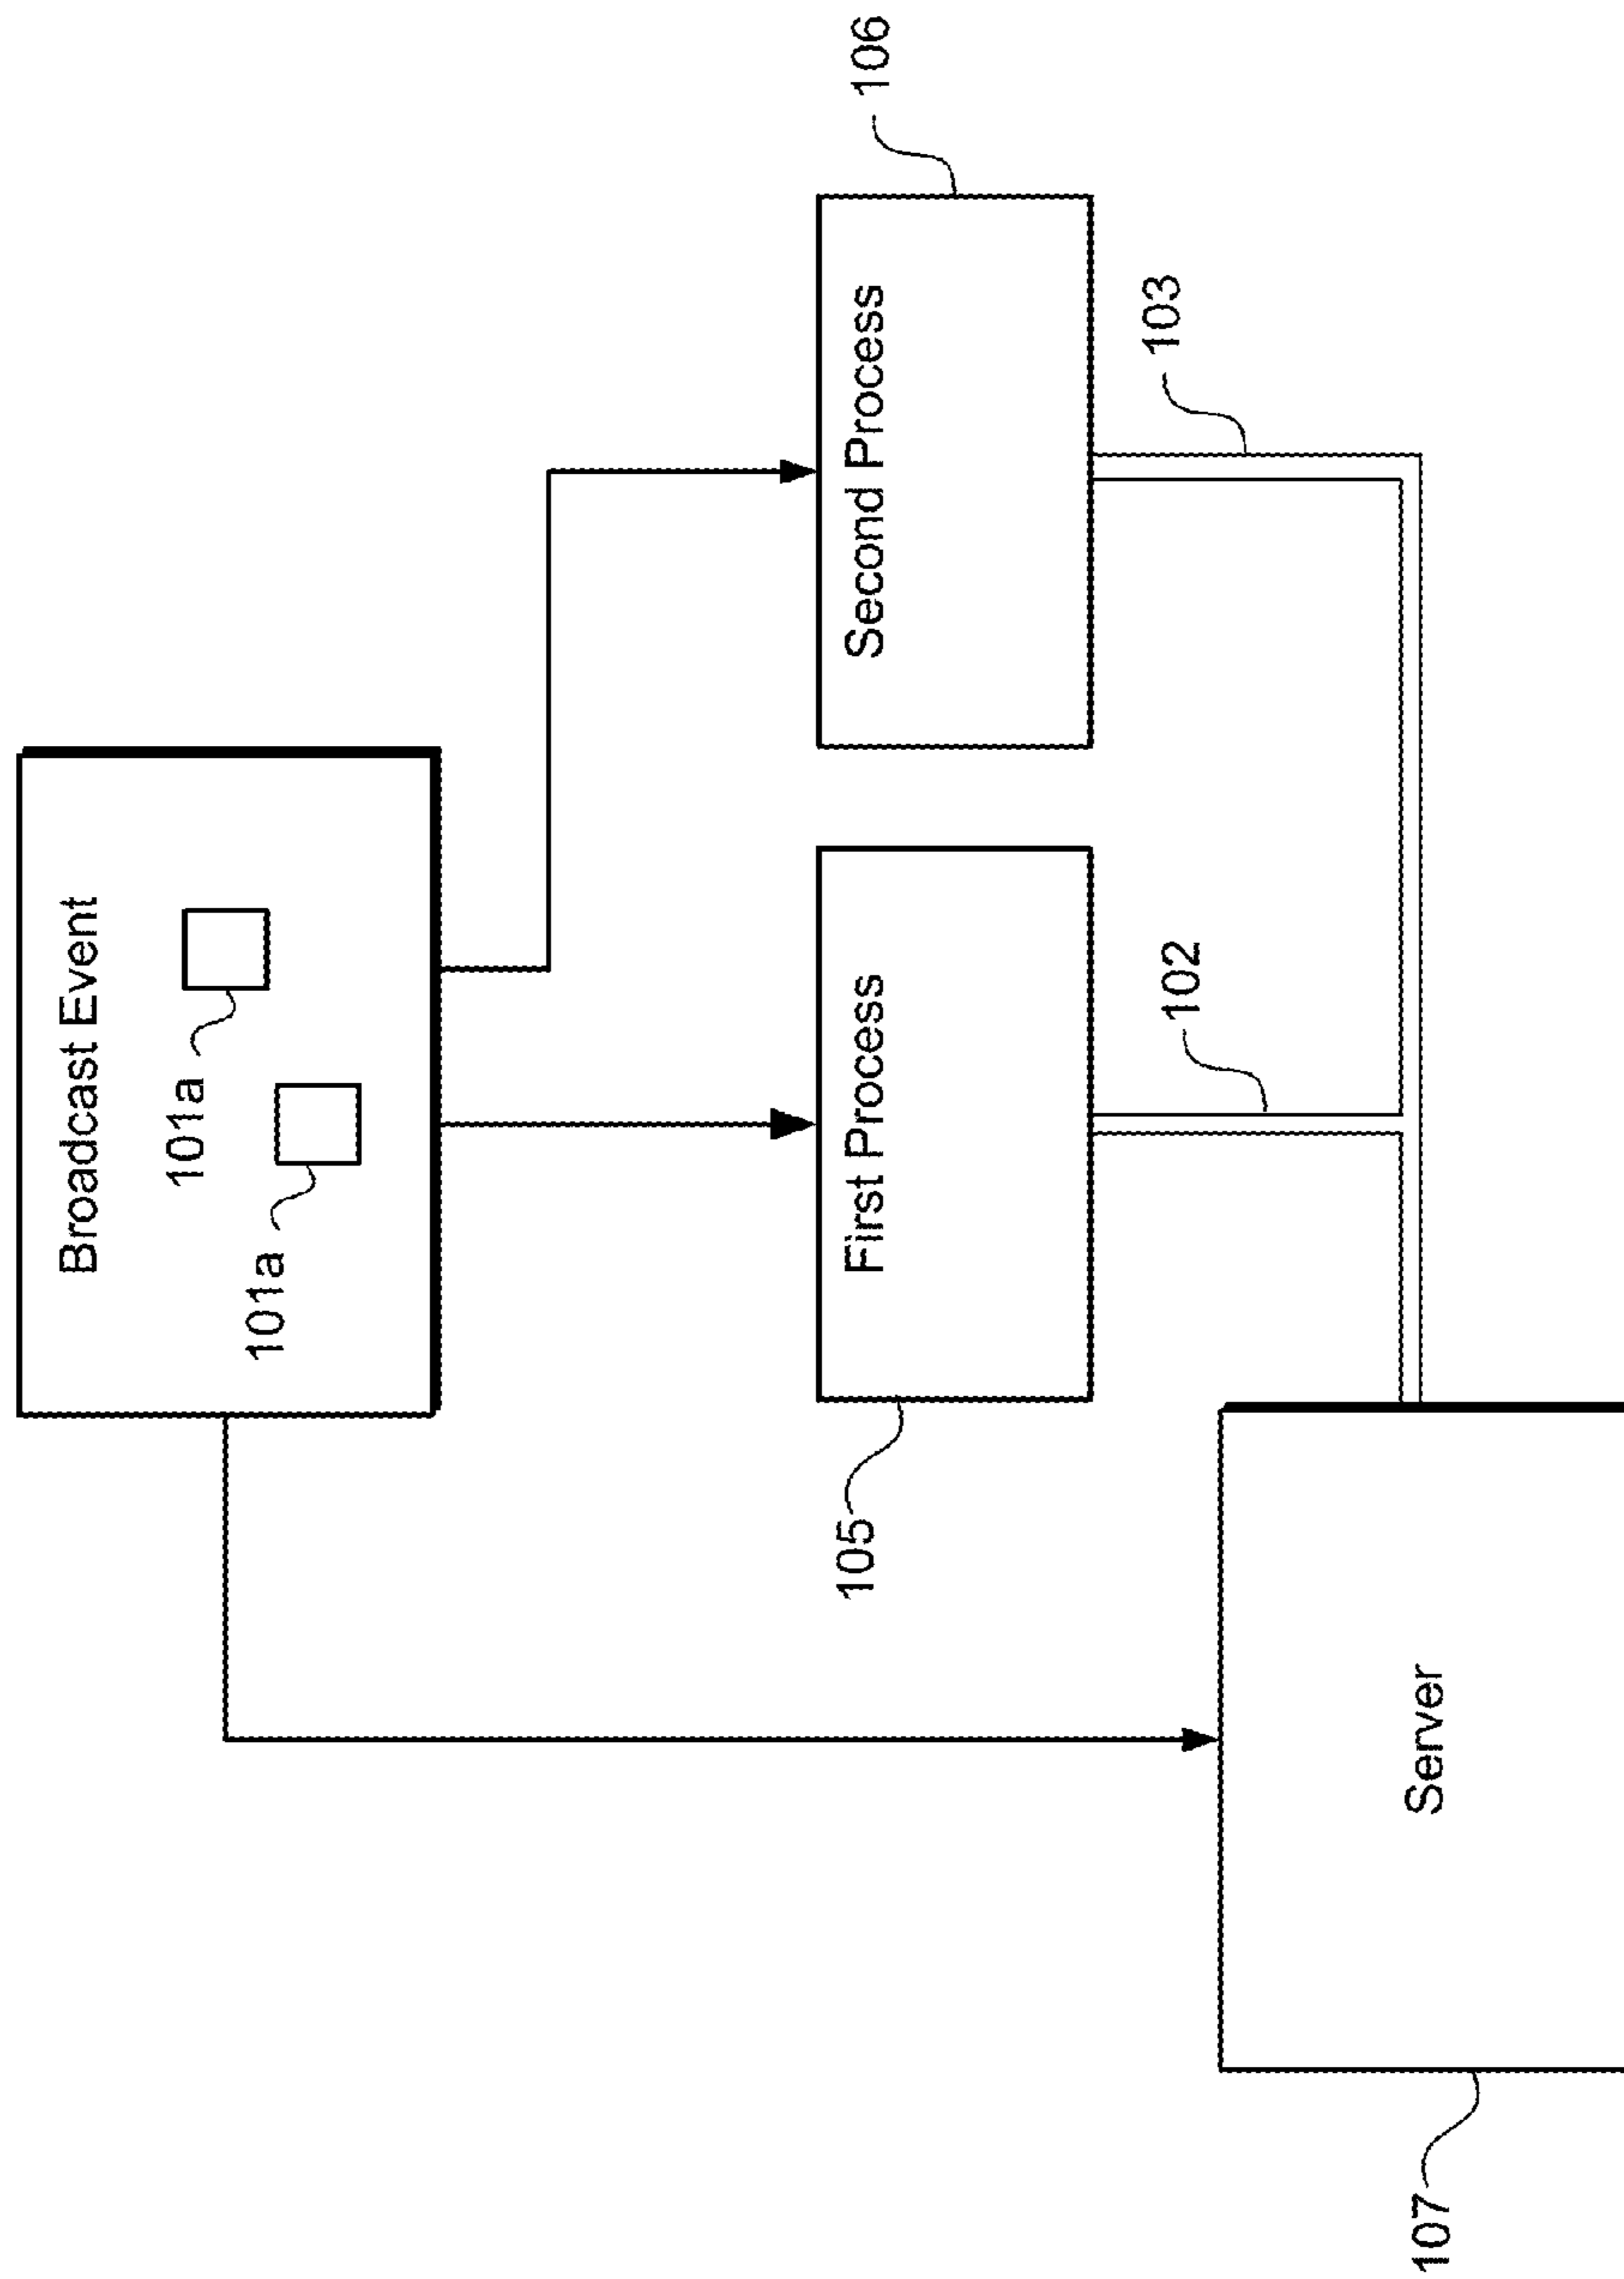 Broadcast Event
101a
101a
106
Second Process
First Process
103
102
105
Server
107